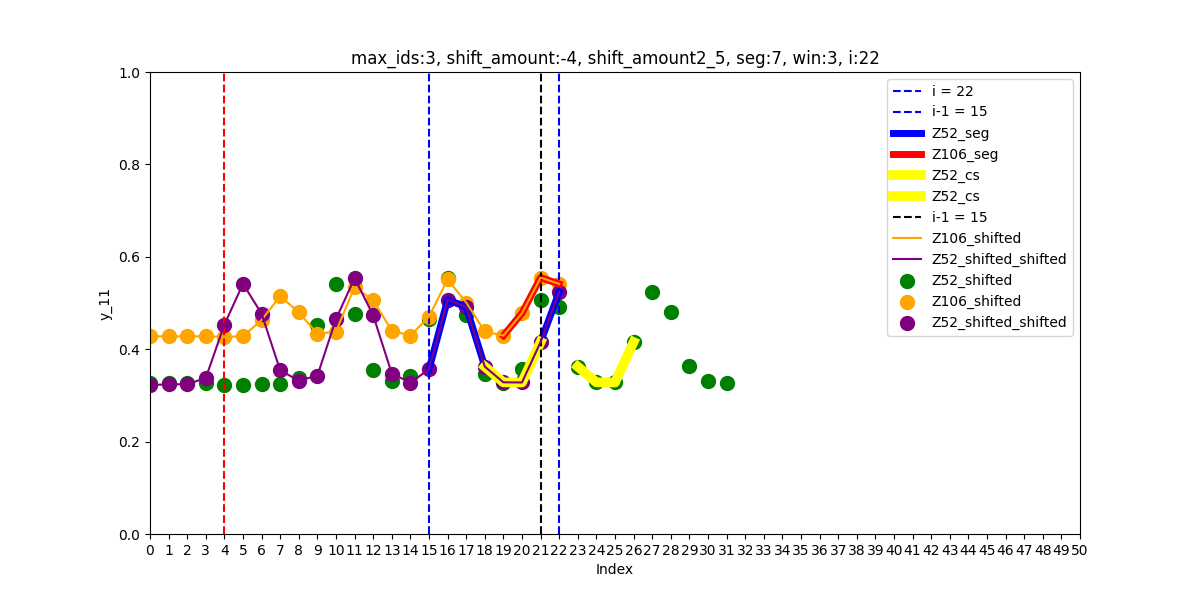 max_ids:3, shift_amount:-4, shift_amount2_5, seg:7, win:3, i:22
1.0
0.8
0.6
0.4
0.2
0.0
y_11
i = 22
i-1 = 15
Z52_seg
Z106_seg
Z52_cs
Z52_cs
i-1 = 15
Z106_shifted
Z52_shifted_shifted
Z52_shifted
Z106_shifted
Z52_shifted_shifted
0 1 2 3 4 5 6 7 8 9 10 11 12 13 14 15 16 17 18 19 20 21 22 23 24 25 26 27 28 29 30 31 32 33 34 35 36 37 38 39 40 41 42 43 44 45 46 47 48 49 50
Index